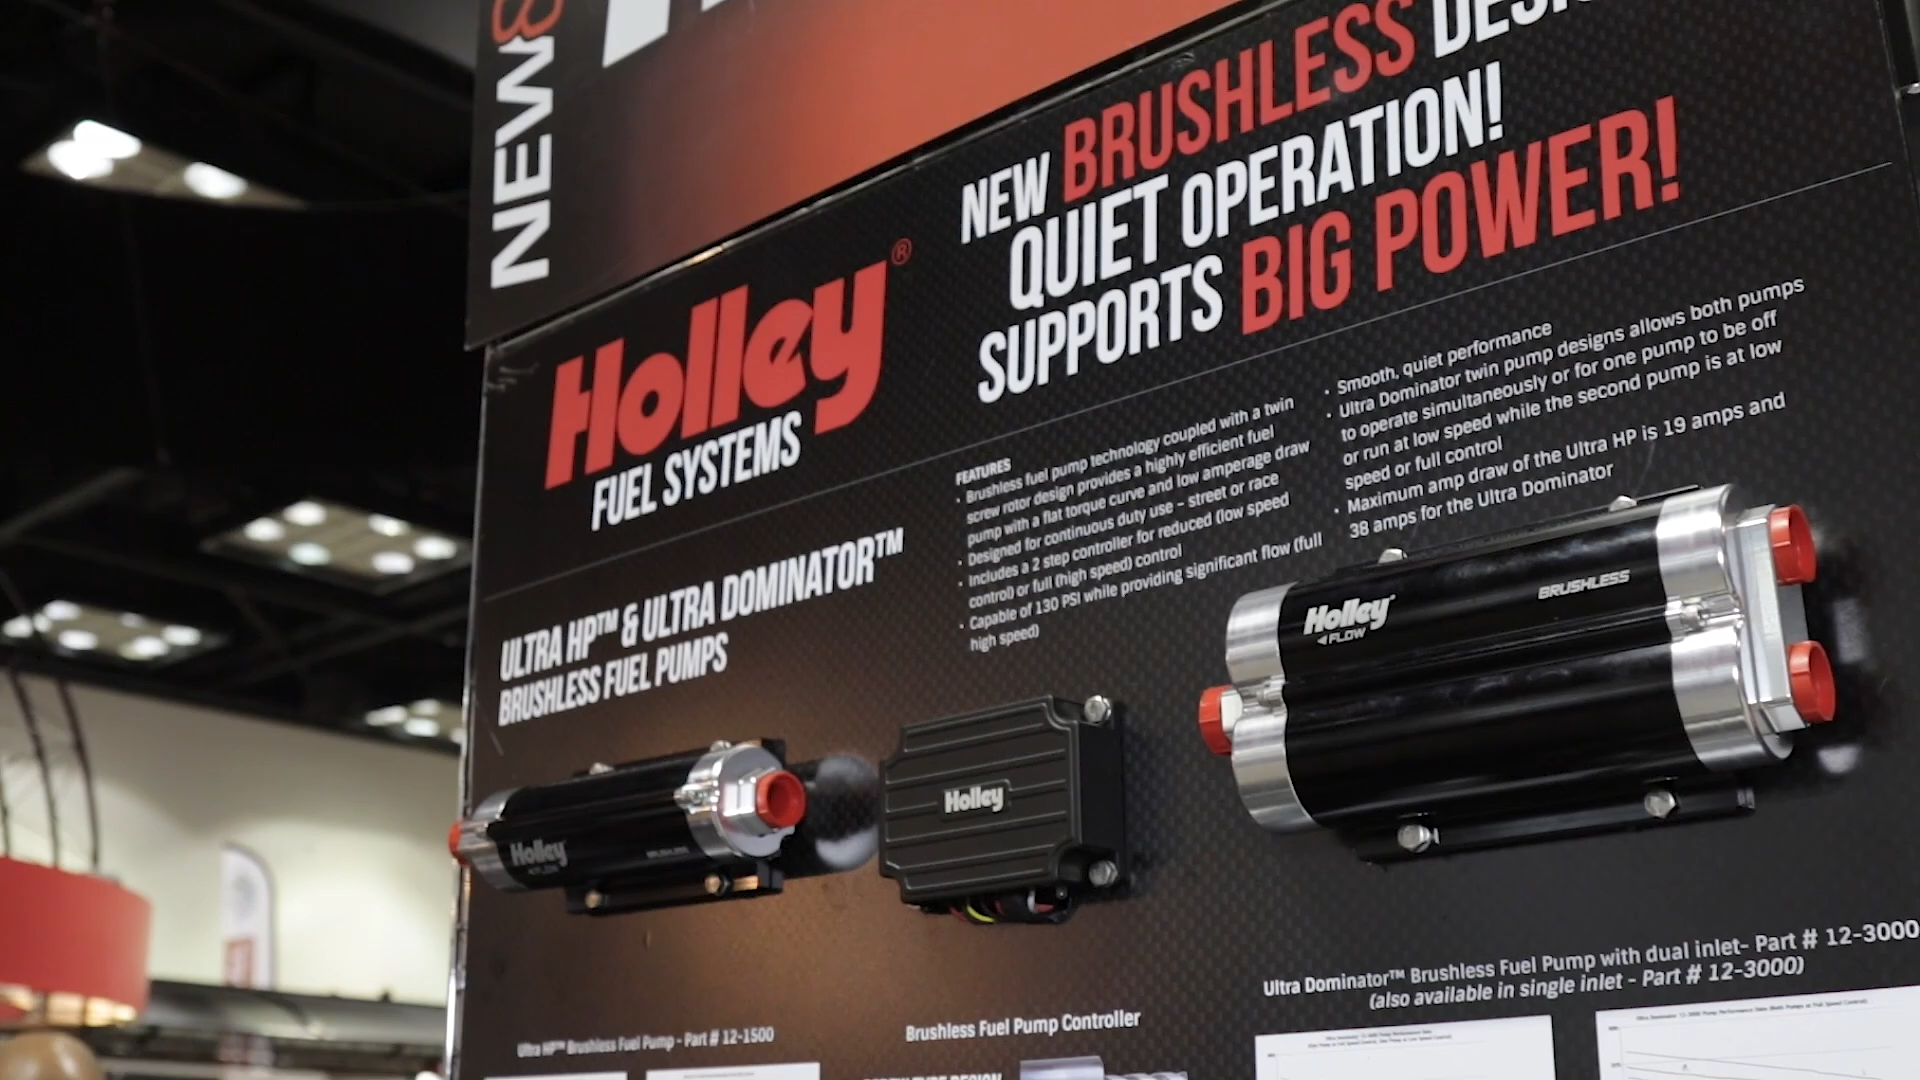 NEW
NEW BRUSHLESS
QUIET OPERATION!
SUPPORTS BIG POWER!
Holley®
FUEL SYSTEMS
ULTRA HP™ & ULTRA DOMINATOR™
BRUSHLESS FUEL PUMPS
FEATURES
· Brushless fuel pump technology coupled with a twin
screw rotor design provides a highly efficient fuel
pump with a flat torque curve and low amperage draw
· Designed for continuous duty use – street or race
· Includes a 2 step controller for reduced (low speed
control) or full (high speed) control
· Capable of 130 PSI while providing significant flow (full
high speed)
· Smooth, quiet performance
· Ultra Dominator twin pump designs allows both pumps
to operate simultaneously or for one pump to be off
or run at low speed while the second pump is at low
speed or full control
· Maximum amp draw of the Ultra HP is 19 amps and
38 amps for the Ultra Dominator
Holley
FLOW
BRUSHLESS
Holley
Holley
Ultra Dominator™ Brushless Fuel Pump with dual inlet– Part # 12-3000
(also available in single inlet - Part # 12-3000)
Brushless Fuel Pump Controller
Ultra HP™ Brushless Fuel Pump - Part # 12-1500